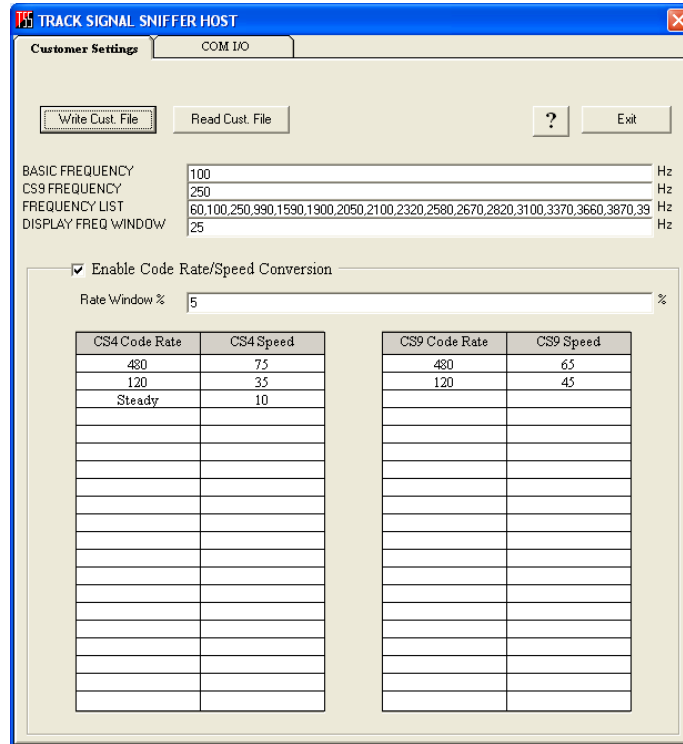 TSS TRACK SIGNAL SNIFFER HOST
Customer Settings COM I/O
Write Cust. File Read Cust. File ? Exit
BASIC FREQUENCY 100 Hz
CS9 FREQUENCY 250 Hz
FREQUENCY LIST 60,100,250,990,1590,1900,2050,2100,2320,2580,2670,2820,3100,3370,3660,3870,39 Hz
DISPLAY FREQ WINDOW 25 Hz
Enable Code Rate/Speed Conversion
Rate Window % 5 %
CS4 Code Rate CS4 Speed CS9 Code Rate CS9 Speed
480 75 480 65
120 35 120 45
Steady 10